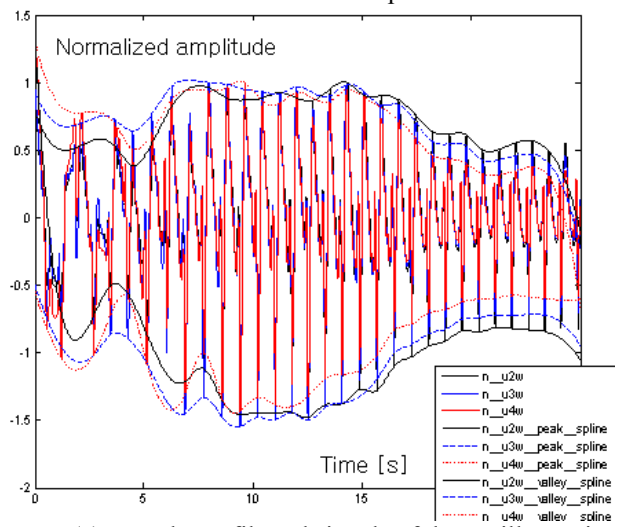 1.5
Normalized amplitude
1
0.5
0
-0.5
-1
-1.5
-2
Time [s]
0
5
10
15
n__u2w
n__u3w
n__u4w
n__u2w__peak__spline
n__u3w__peak__spline
n__u4w__peak__spline
n__u2w__valley__spline
n__u3w__valley__spline
n__u4w__valley__spline